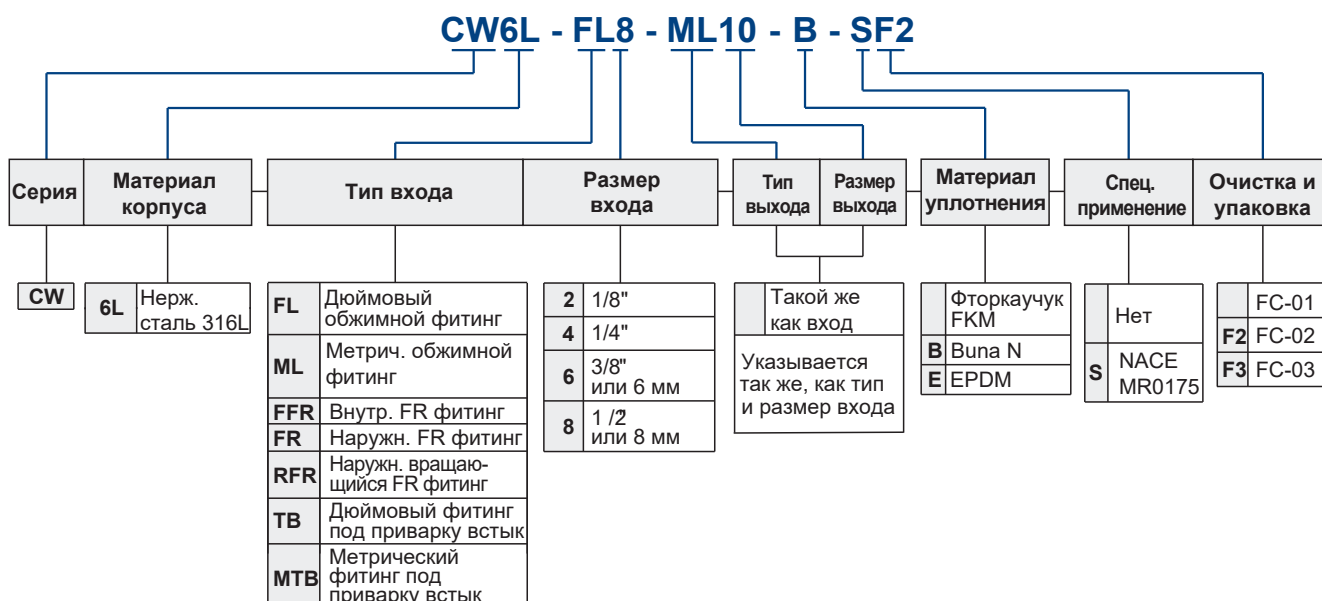 CW6L - FL8 - ML10 - B - SF2
Серия
Материал
корпуса
Тип входа
Размер
входа
Тип
выхода
Размер
выхода
Материал
уплотнения
Спец.
применение
Очистка и
упаковка
CW
6L
Нерж.
сталь 316L
FL
Дюймовый
обжимной фитинг
ML
Метрич. обжимной
фитинг
FFR
Внутр. FR фитинг
FR
Наружн. FR фитинг
RFR
Наружн. вращаю-
щийся FR фитинг
TB
Дюймовый фитинг
под приварку встык
MTB
Метрический
фитинг под
приварку встык
2
1/8"
4
1/4"
6
3/8"
или 6 мм
8
1 /2"
или 8 мм
Такой же
как вход
Указывается
так же, как тип
и размер входа
Фторкаучук
FKM
B
Buna N
E
EPDM
Нет
S
NACE
MR0175
FC-01
F2
FC-02
F3
FC-03